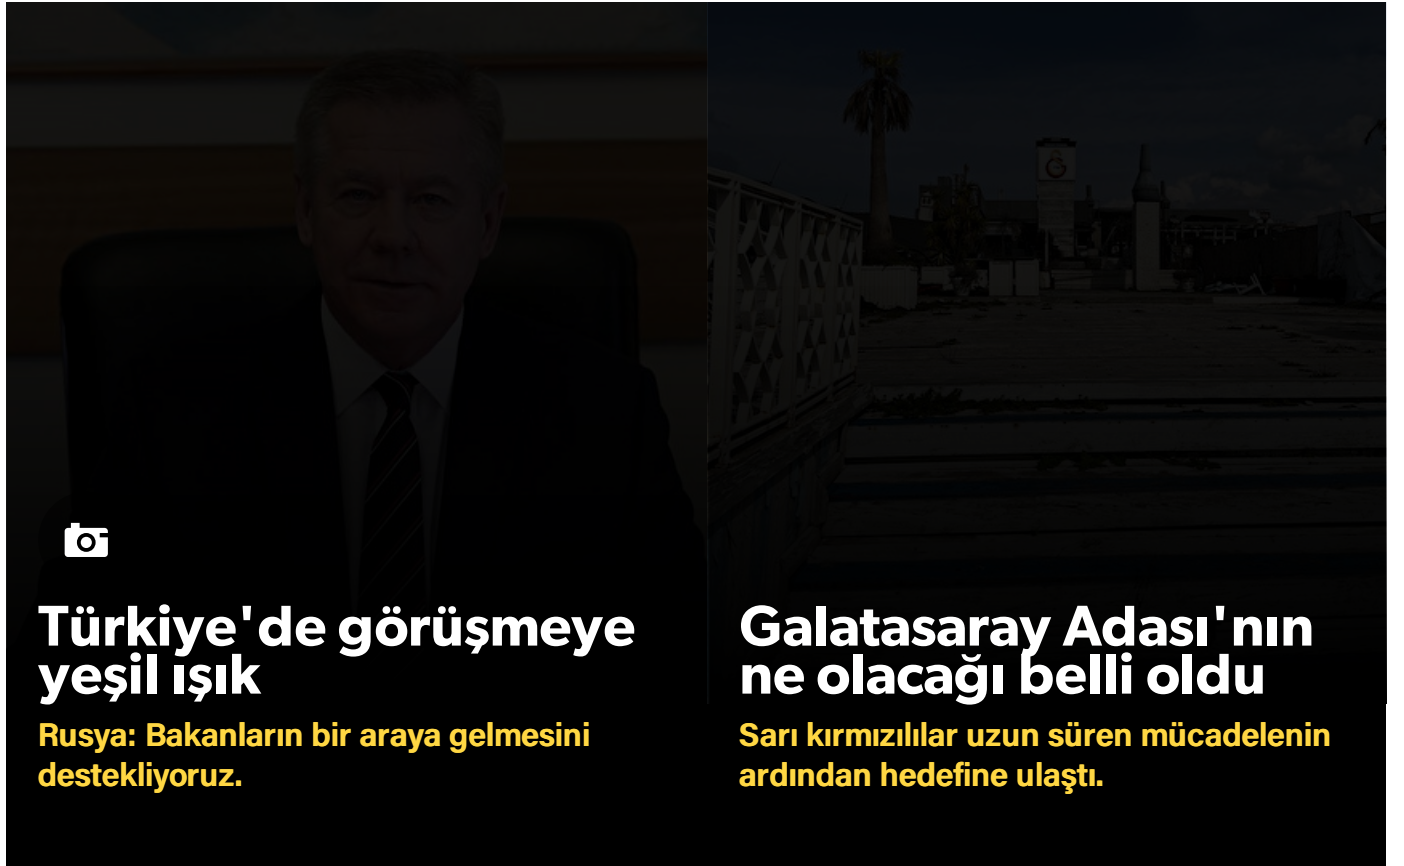 Türkiye'de görüşmeye
yeşil ışık
Rusya: Bakanların bir araya gelmesini
destekliyoruz.
Galatasaray Adası'nın
ne olacağı belli oldu
Sarı kırmızılılar uzun süren mücadelenin
ardından hedefine ulaştı.